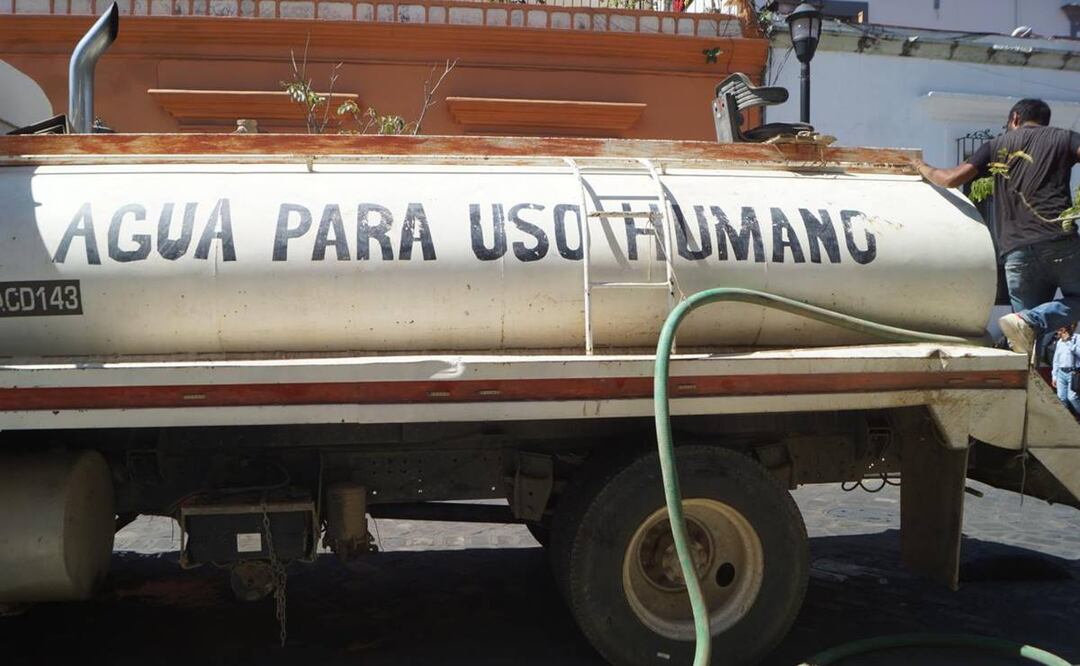 AGUA PARA USO HUMANO
CD143